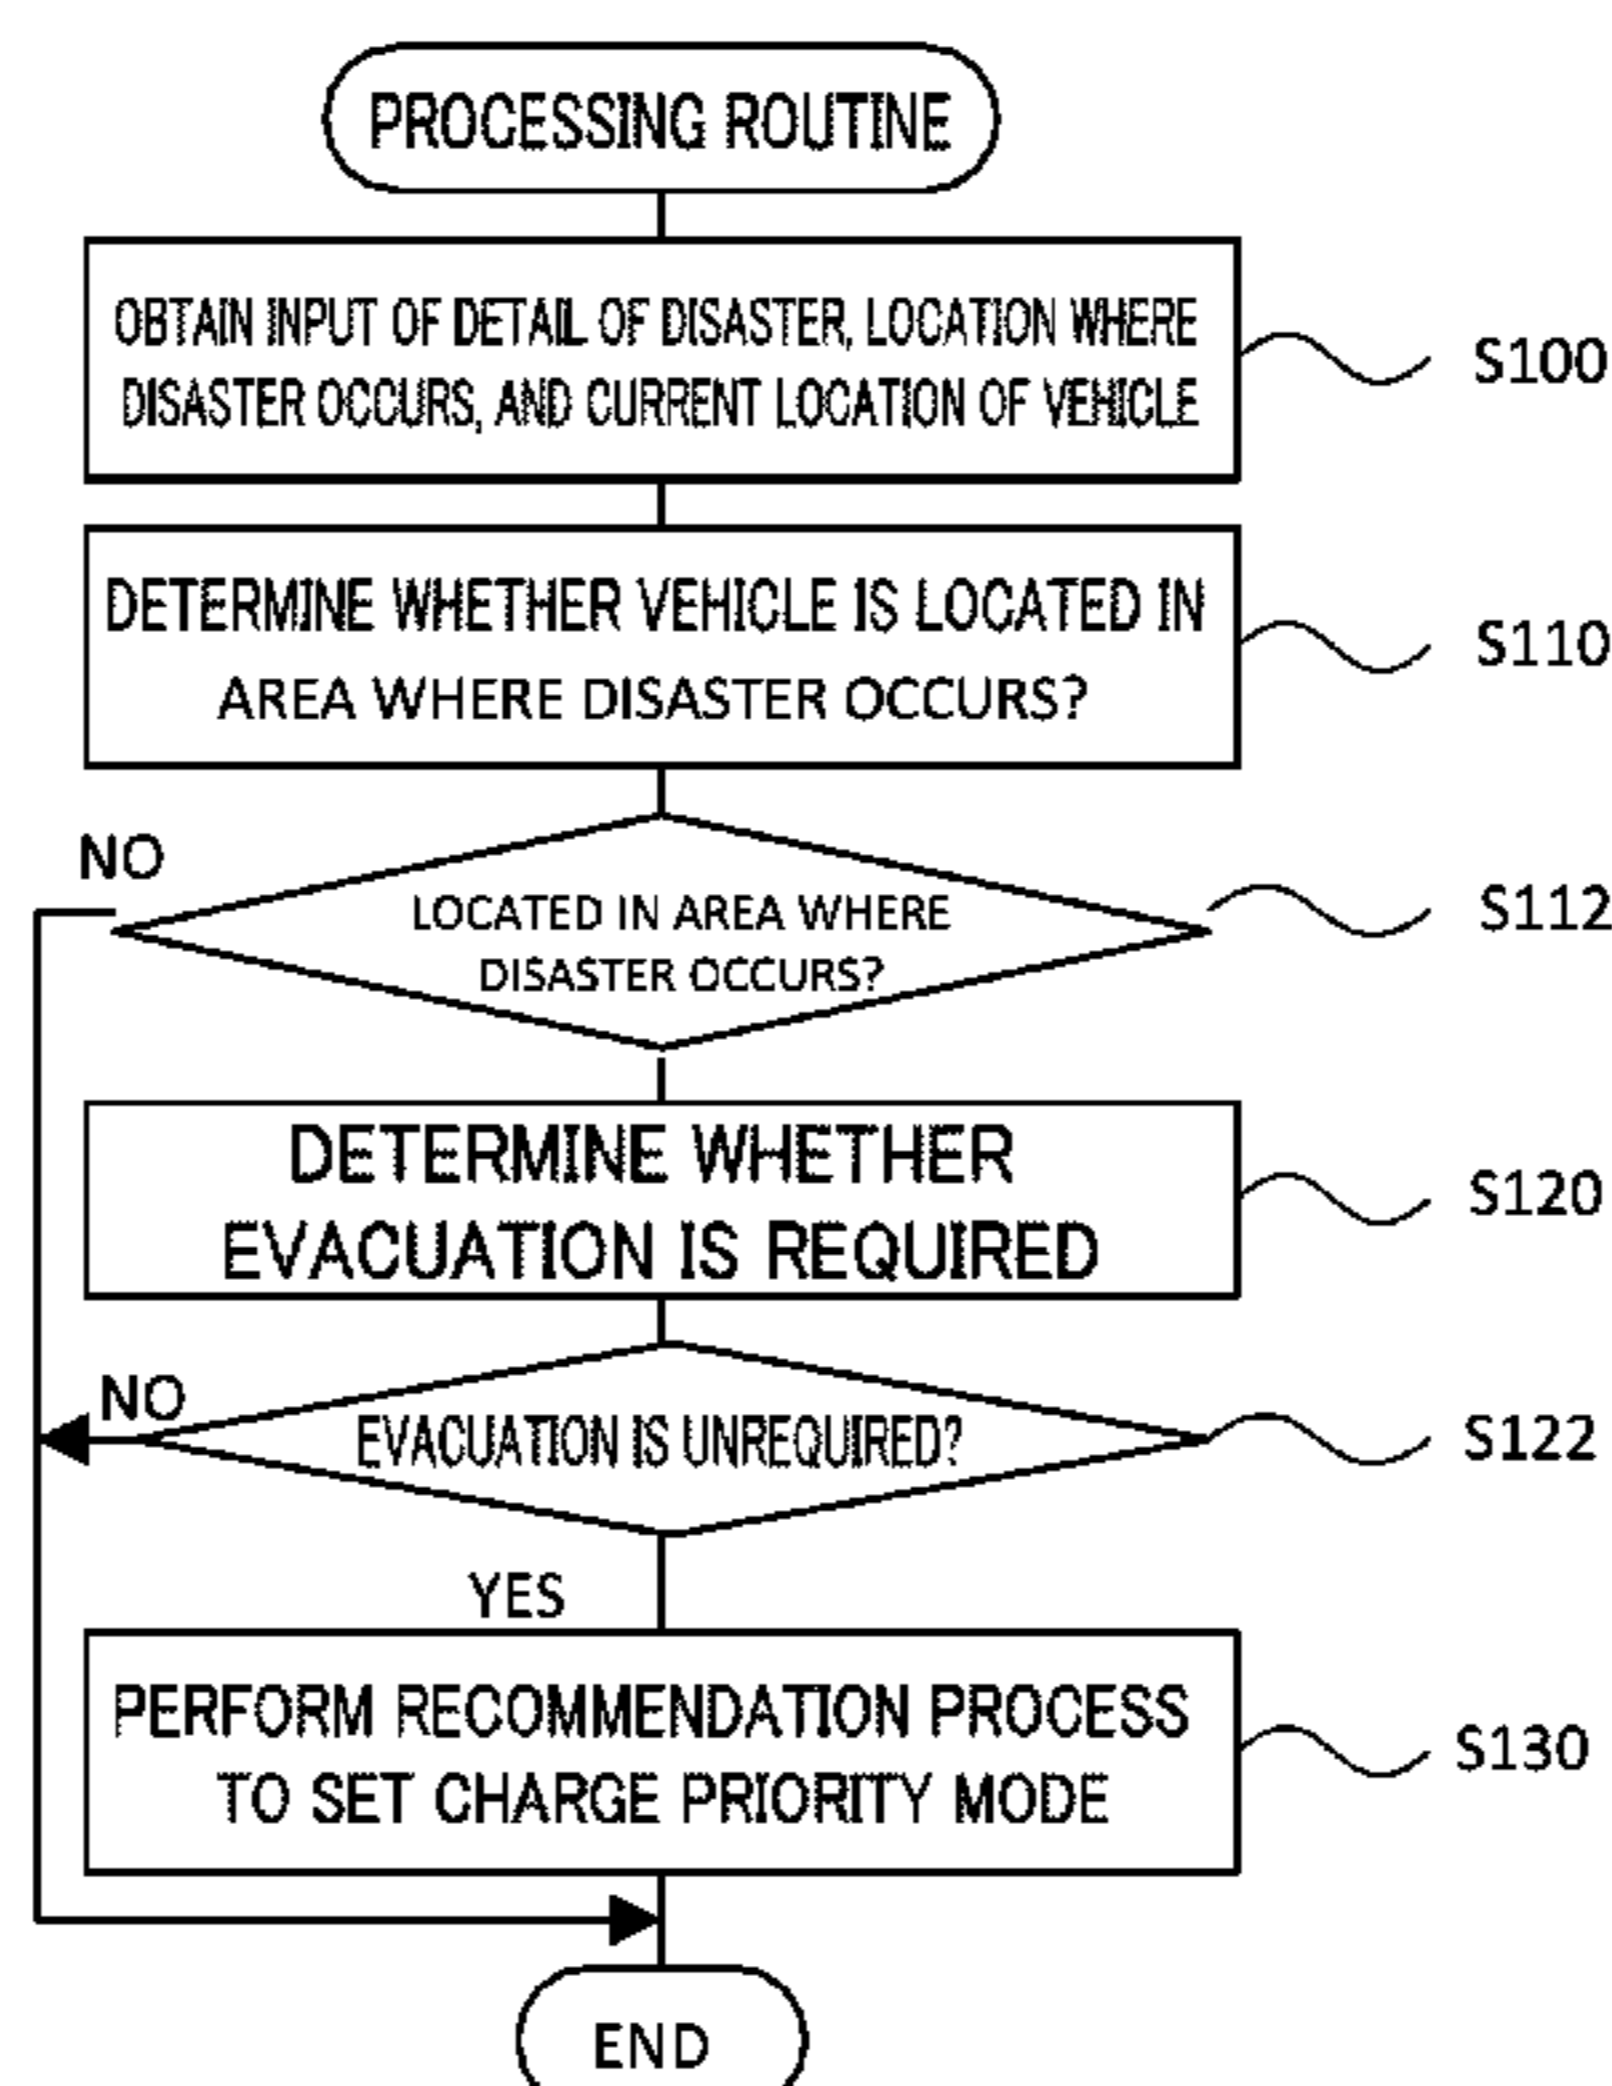 PROCESSING ROUTINE
OBTAIN INPUT OF DETAIL OF DISASTER, LOCATION WHERE
DISASTER OCCURS, AND CURRENT LOCATION OF VEHICLE
S100
DETERMINE WHETHER VEHICLE IS LOCATED IN
AREA WHERE DISASTER OCCURS?
S110
NO
LOCATED IN AREA WHERE
DISASTER OCCURS?
S112
DETERMINE WHETHER
EVACUATION IS REQUIRED
S120
NO
EVACUATION IS UNREQUIRED?
S122
YES
PERFORM RECOMMENDATION PROCESS
TO SET CHARGE PRIORITY MODE
S130
END